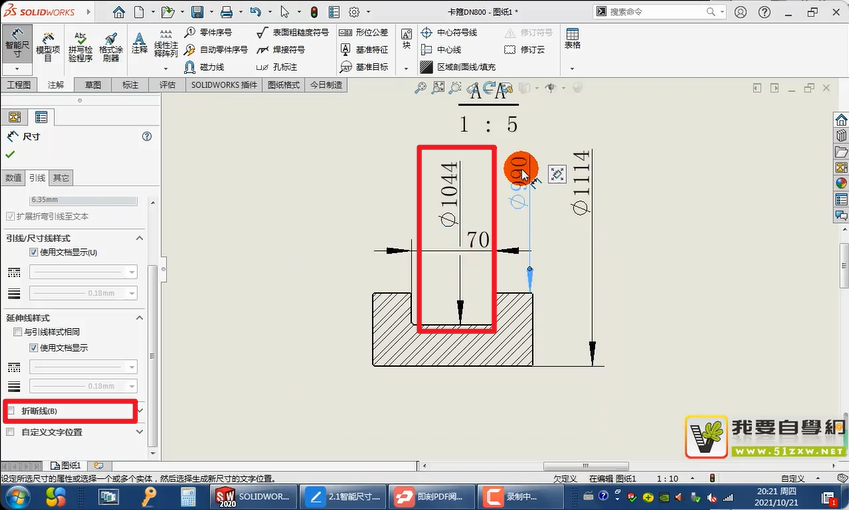 SOLIDWORKS
卡箍DN800 - 图纸1 *
搜索命令
智能尺寸
模型项目
拼写检验程序
格式涂刷器
注释
线性注释阵列
零件序号
自动零件序号
磁力线
表面粗糙度符号
焊接符号
孔标注
形位公差
基准特征
基准目标
块
中心符号线
中心线
区域剖面线/填充
修订符号
修订云
表格
工程图
注解
草图
标注
评估
SOLIDWORKS 插件
图纸格式
今日制造
尺寸
数值
引线
其它
6.35mm
扩展折弯引线至文本
引线/尺寸线样式
使用文档显示(U)
0.18mm
延伸线样式
与引线样式相同
使用文档显示
0.18mm
折断线(B)
自定义文字位置
A-A
1 : 5
∅1044
∅1114
70
图纸1
设定所选尺寸的属性或选择一个或多个实体，然后选择生成新尺寸的文字位置。
欠定义
在编辑 图纸1
1:10
自定义
我要自學網
www.51zxw.net
SW
2020
SOLIDWO...
2.1智能尺寸....
即刻PDF阅...
录制中...
20:21 周四
2021/10/21